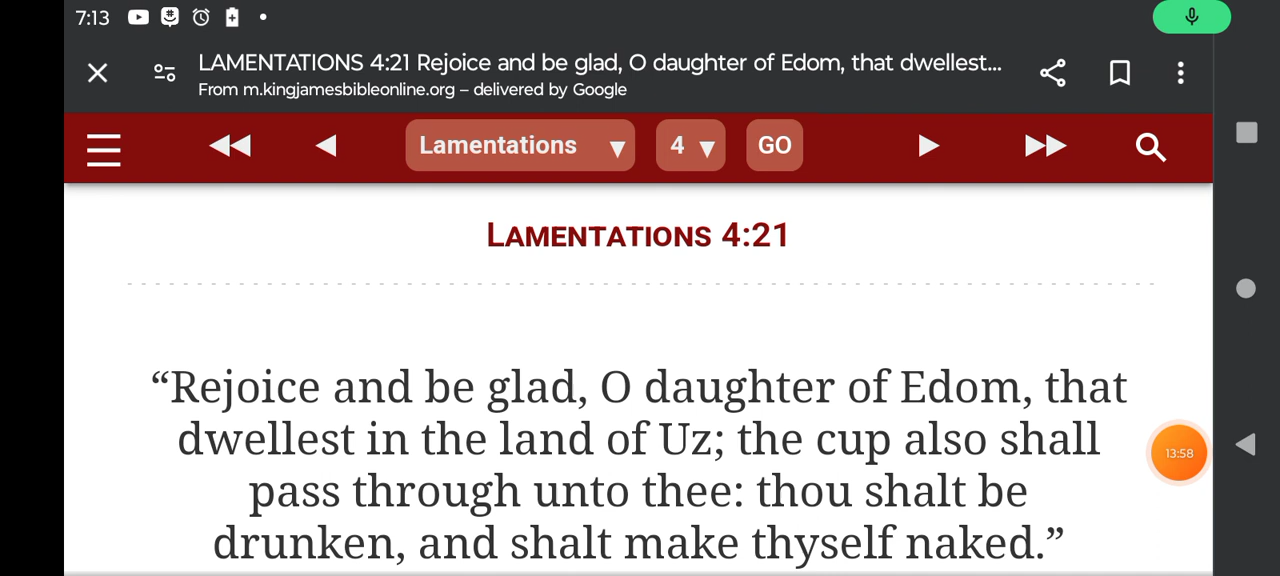 7:13
LAMENTATIONS 4:21 Rejoice and be glad, O daughter of Edom, that dwellest...
From m.kingjamesbibleonline.org – delivered by Google
Lamentations 4 GO
LAMENTATIONS 4:21
“Rejoice and be glad, O daughter of Edom, that
dwellest in the land of Uz; the cup also shall
13:58
pass through unto thee: thou shalt be
drunken, and shalt make thyself naked.”